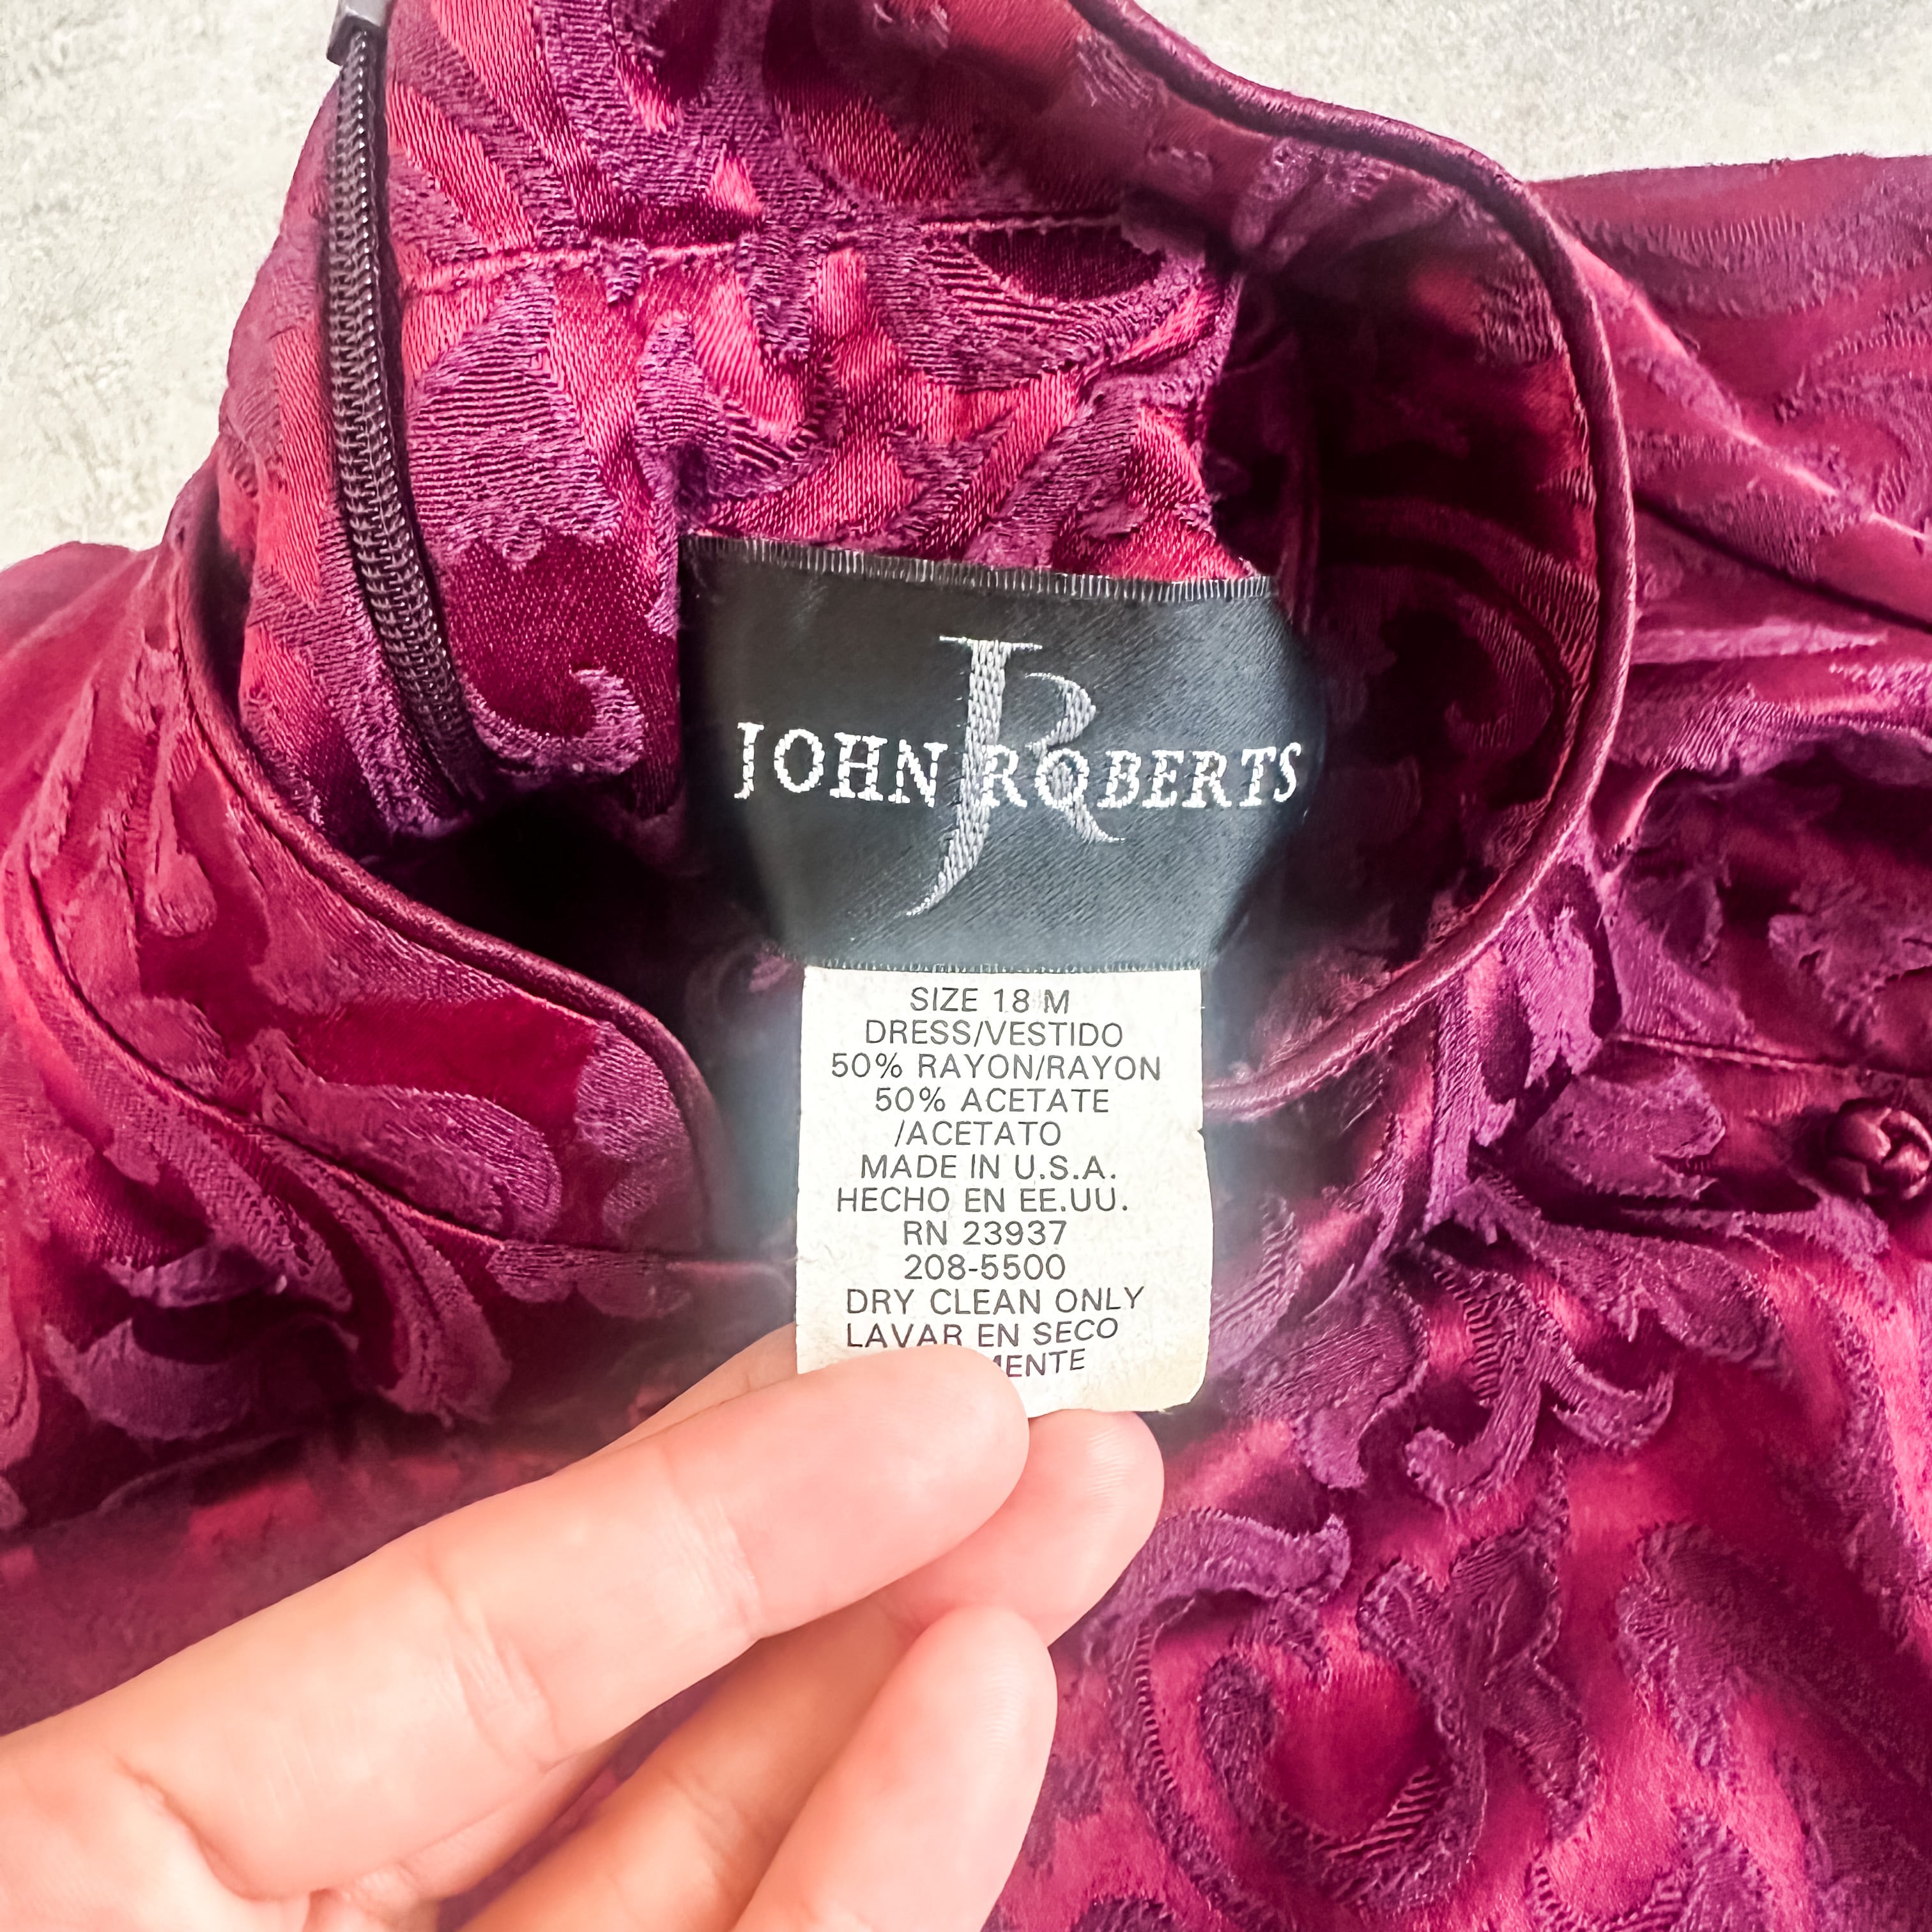 JR
JOHN ROBERTS
SIZE 18 M
DRESS/VESTIDO
50% RAYON/RAYON
50% ACETATE
/ACETATO
MADE IN U.S.A.
HECHO EN EE.UU.
RN 23937
208-5500
DRY CLEAN ONLY
LAVAR EN SECO